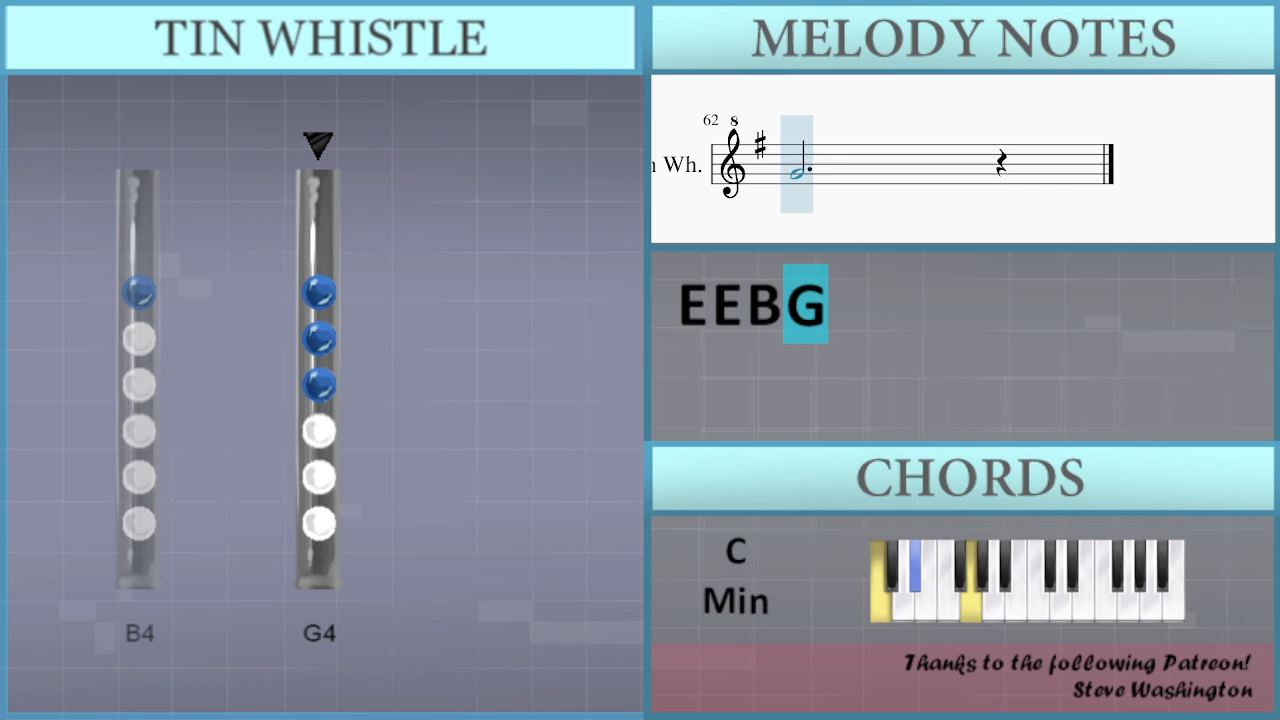 TIN WHISTLE
B4
G4
MELODY NOTES
62 8
Wh.
EEBG
CHORDS
C
Min
Thanks to the following Patreon!
Steve Washington